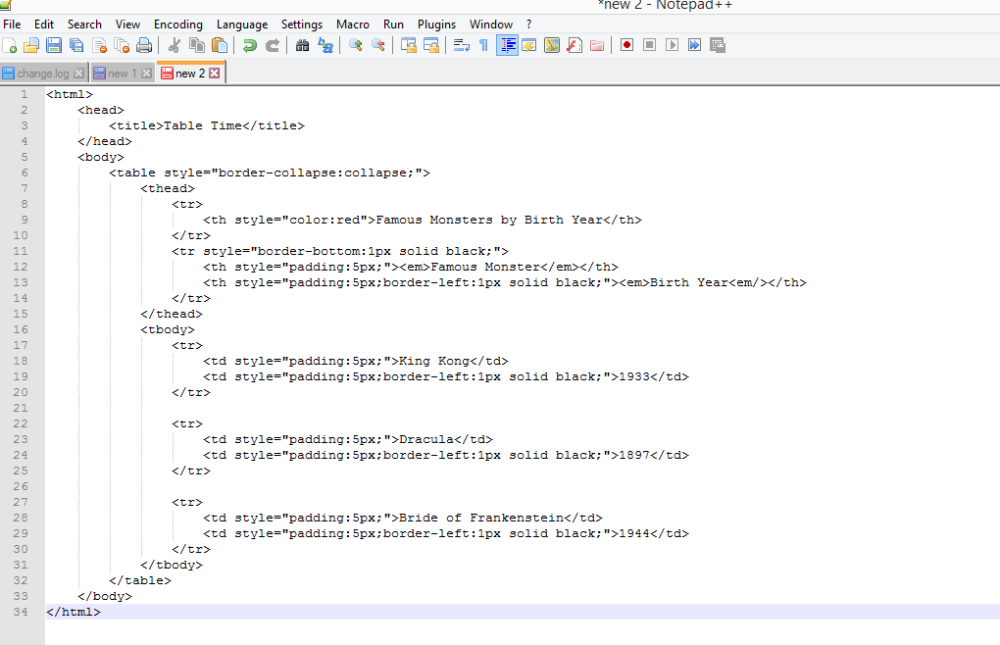 *new 2 - Notepad++
File Edit Search View Encoding Language Settings Macro Run Plugins Window ?
change.log new 1 new 2
1 <html>
2 <head>
3 <title>Table Time</title>
4 </head>
5 <body>
6 <table style="border-collapse:collapse;">
7 <thead>
8 <tr>
9 <th style="color:red">Famous Monsters by Birth Year</th>
10 </tr>
11 <tr style="border-bottom:1px solid black;">
12 <th style="padding:5px;"><em>Famous Monster</em></th>
13 <th style="padding:5px;border-left:1px solid black;"><em>Birth Year<em/></th>
14 </tr>
15 </thead>
16 <tbody>
17 <tr>
18 <td style="padding:5px;">King Kong</td>
19 <td style="padding:5px;border-left:1px solid black;">1933</td>
20 </tr>
21
22 <tr>
23 <td style="padding:5px;">Dracula</td>
24 <td style="padding:5px;border-left:1px solid black;">1897</td>
25 </tr>
26
27 <tr>
28 <td style="padding:5px;">Bride of Frankenstein</td>
29 <td style="padding:5px;border-left:1px solid black;">1944</td>
30 </tr>
31 </tbody>
32 </table>
33 </body>
34 </html>